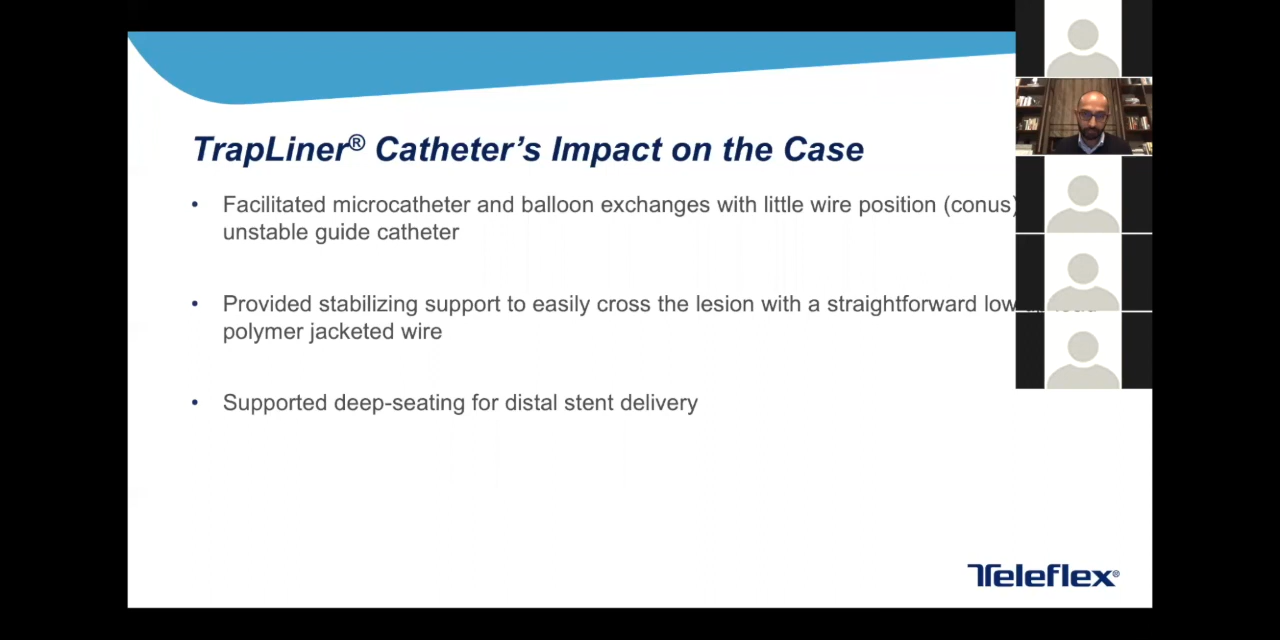 TrapLiner® Catheter's Impact on the Case
• Facilitated microcatheter and balloon exchanges with little wire position (conus)
unstable guide catheter
• Provided stabilizing support to easily cross the lesion with a straightforward low
polymer jacketed wire
• Supported deep-seating for distal stent delivery
Teleflex®